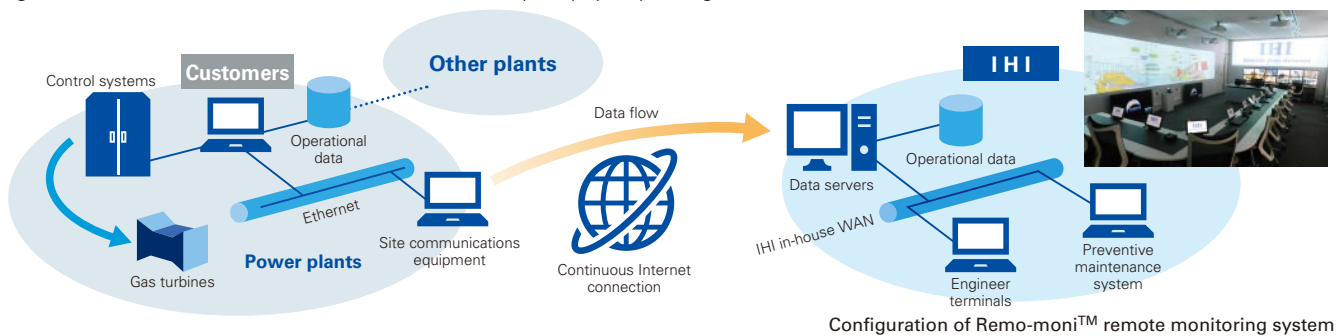 Control systems
Customers
Other plants
Operational
data
Ethernet
Site communications
equipment
Power plants
Gas turbines
Data flow
Continuous Internet
connection
IHI
Data servers
Operational data
IHI in-house WAN
Engineer
terminals
Preventive
maintenance
system
IHI
Configuration of Remo-moni™ remote monitoring system